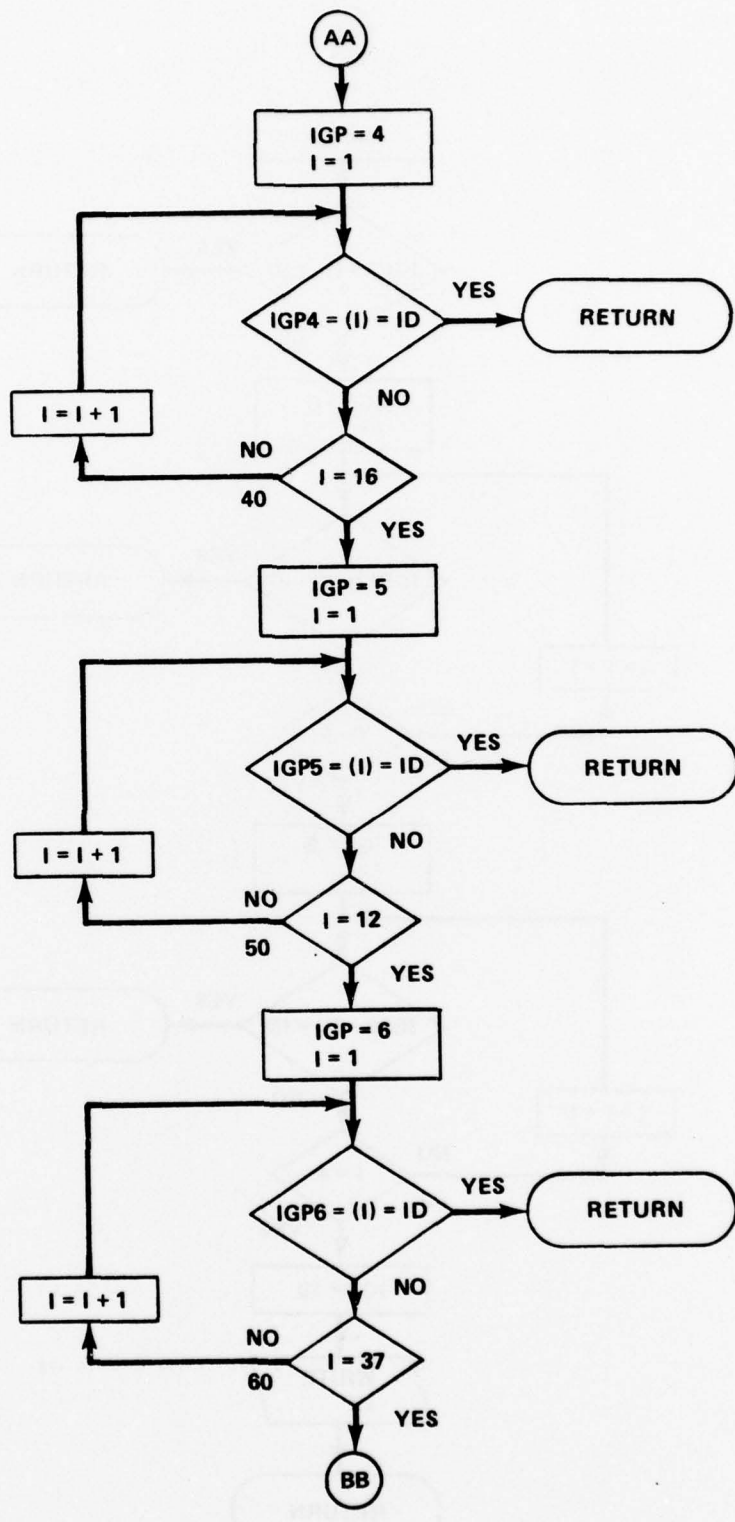 AA
IGP = 4
I = 1
IGP4 = (I) = ID
YES
RETURN
NO
I = I + 1
NO
I = 16
40
YES
IGP = 5
I = 1
IGP5 = (I) = ID
YES
RETURN
NO
I = I + 1
NO
I = 12
50
YES
IGP = 6
I = 1
IGP6 = (I) = ID
YES
RETURN
NO
I = I + 1
NO
I = 37
60
YES
BB